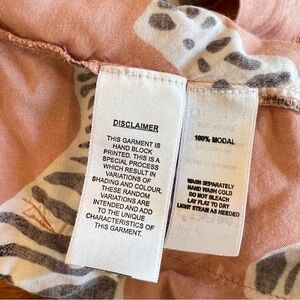 DISCLAIMER
THIS GARMENT IS
HAND BLOCK
PRINTED. THIS IS A
SPECIAL PROCESS
WHICH MAY
RESULT IN
VARIATIONS OF
SHADING AND COLOUR.
THESE RANDOM
VARIATIONS ARE
INTENDED AND ADD
TO THE UNIQUE
CHARACTERISTICS OF
THIS GARMENT.
100% MODAL
WASH SEPARATELY
HAND WASH COLD
DO NOT BLEACH
LAY FLAT TO DRY
LIGHT STEAM AS NEEDED